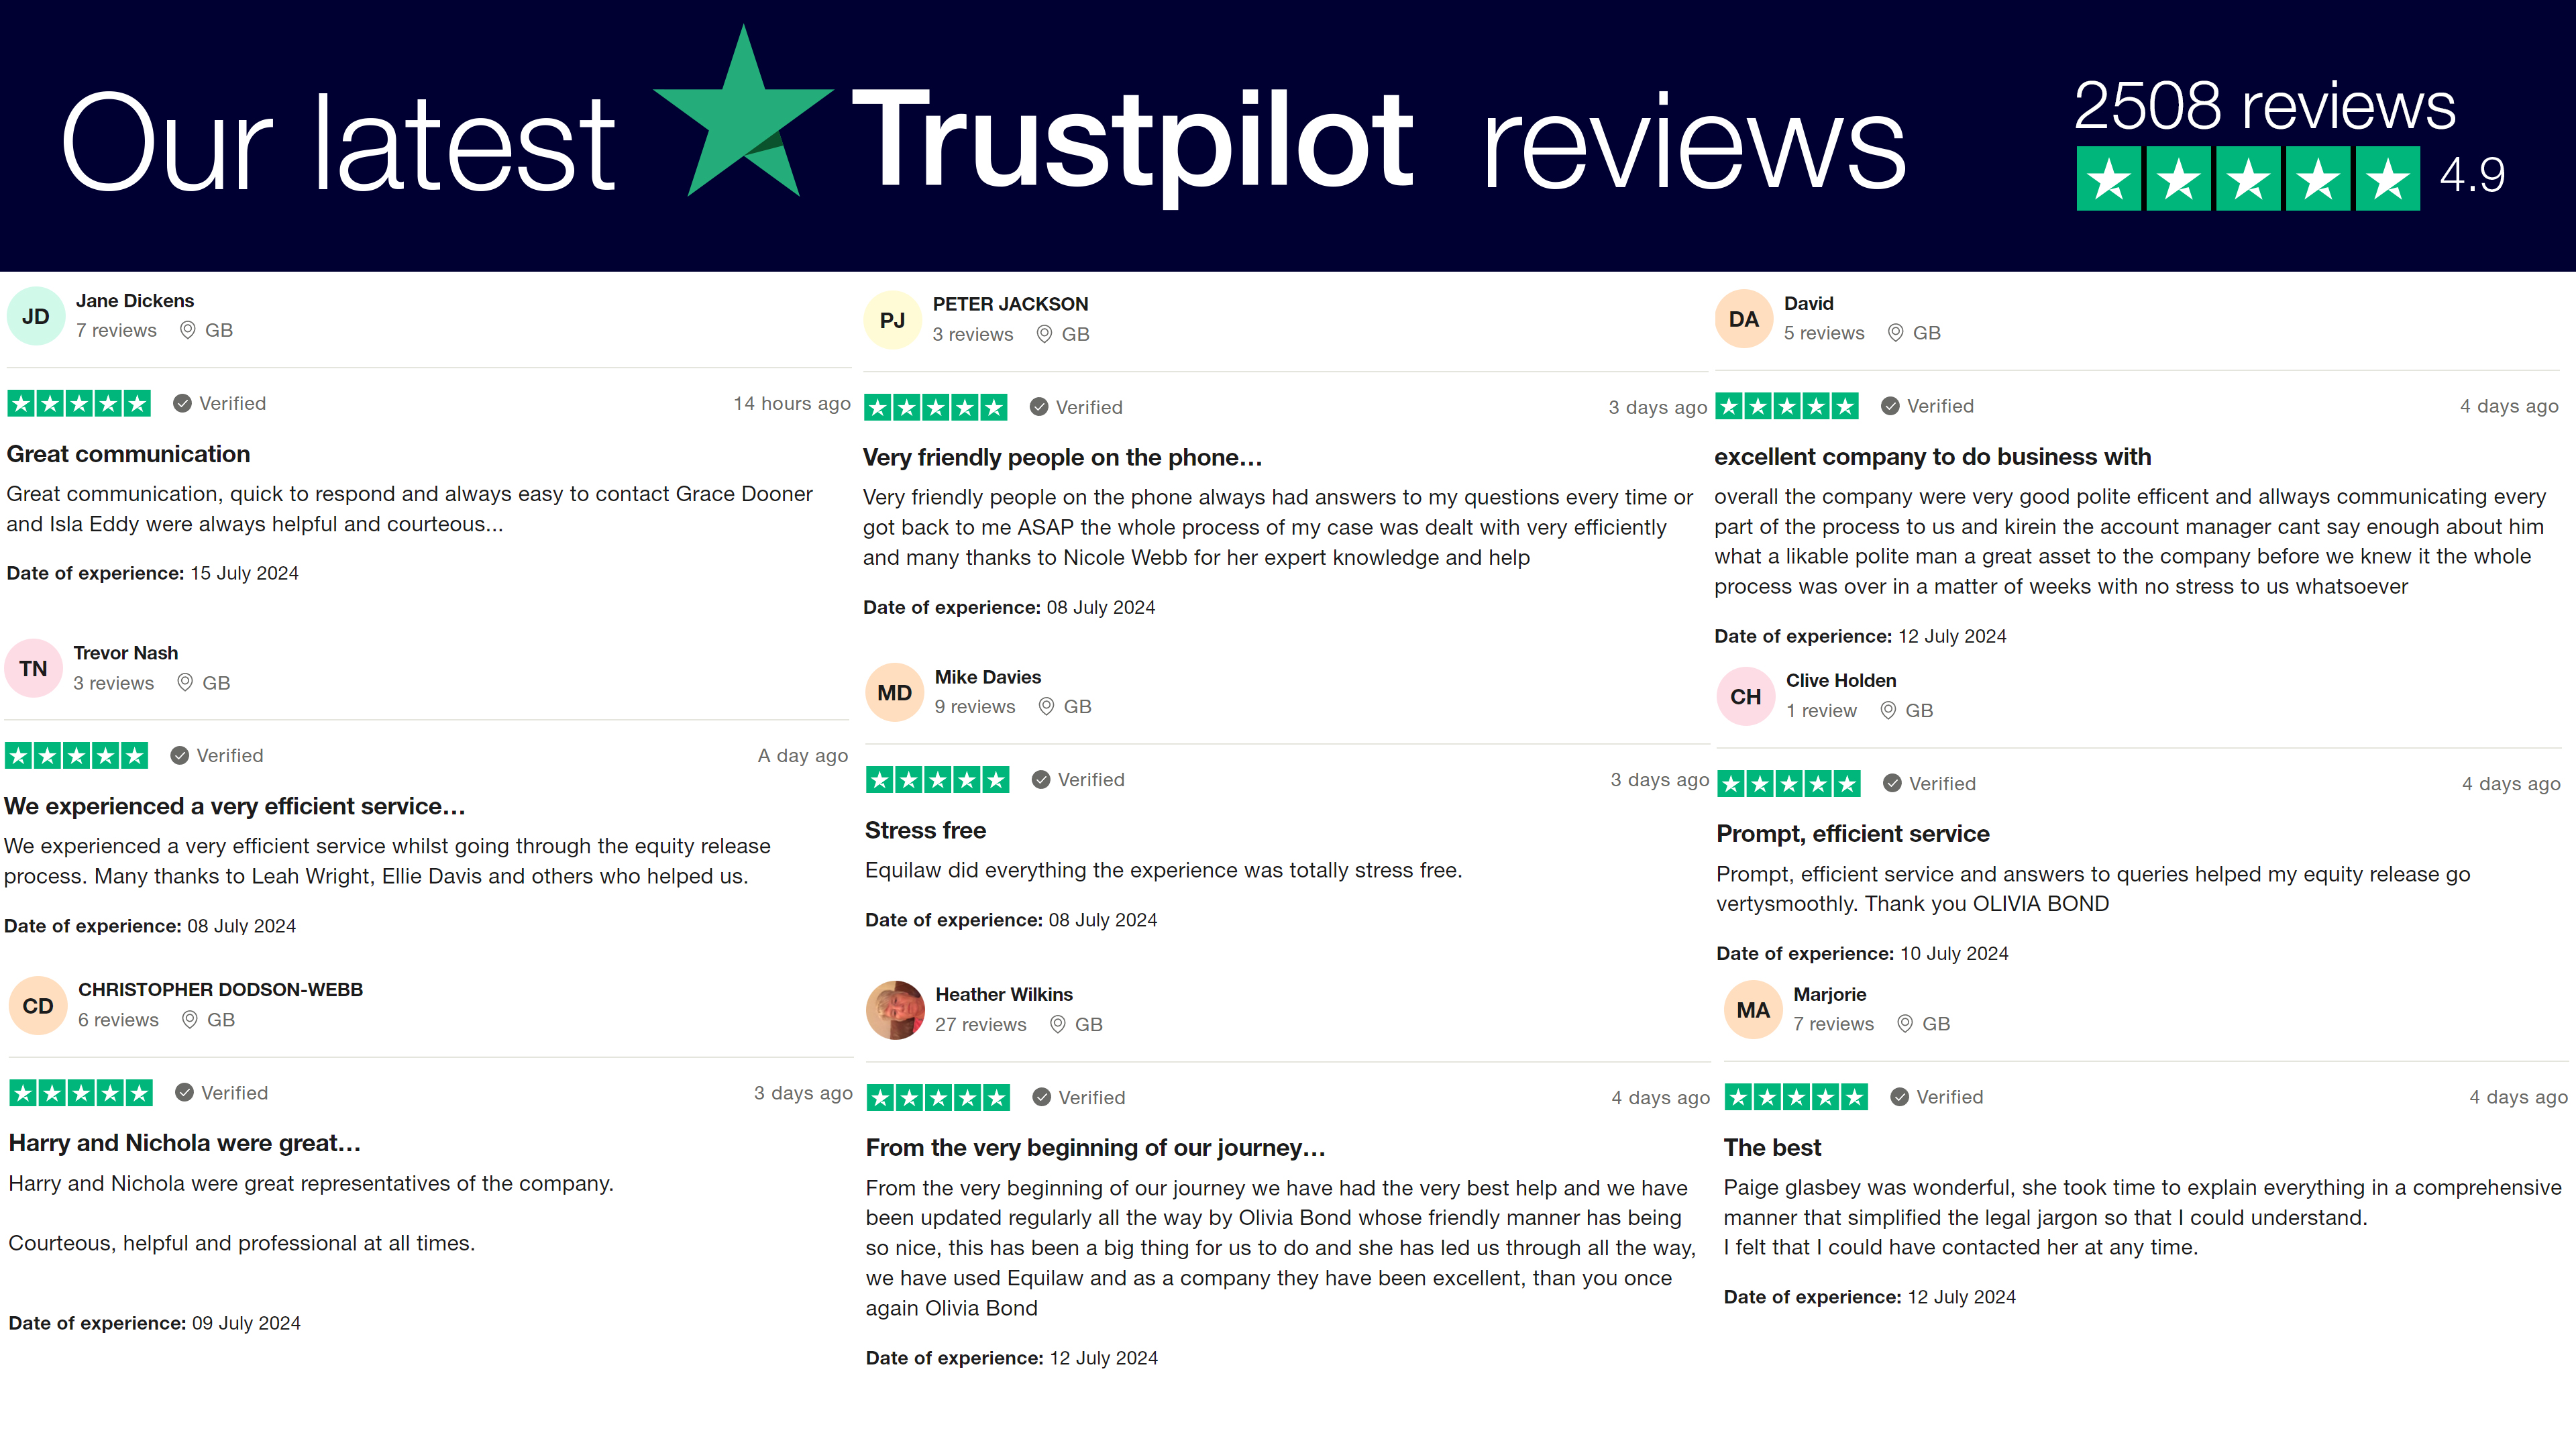 Our latest Trustpilot reviews
2508 reviews
4.9
JD
Jane Dickens
7 reviews GB
Verified
14 hours ago
Great communication
Great communication, quick to respond and always easy to contact Grace Dooner
and Isla Eddy were always helpful and courteous...
Date of experience: 15 July 2024
TN
Trevor Nash
3 reviews GB
Verified
A day ago
We experienced a very efficient service…
We experienced a very efficient service whilst going through the equity release
process. Many thanks to Leah Wright, Ellie Davis and others who helped us.
Date of experience: 08 July 2024
CD
CHRISTOPHER DODSON-WEBB
6 reviews GB
Verified
3 days ago
Harry and Nichola were great…
Harry and Nichola were great representatives of the company.
Courteous, helpful and professional at all times.
Date of experience: 09 July 2024
PJ
PETER JACKSON
3 reviews GB
Verified
3 days ago
Very friendly people on the phone…
Very friendly people on the phone always had answers to my questions every time or
got back to me ASAP the whole process of my case was dealt with very efficiently
and many thanks to Nicole Webb for her expert knowledge and help
Date of experience: 08 July 2024
MD
Mike Davies
9 reviews GB
Verified
3 days ago
Stress free
Equilaw did everything the experience was totally stress free.
Date of experience: 08 July 2024
Heather Wilkins
27 reviews GB
Verified
4 days ago
From the very beginning of our journey…
From the very beginning of our journey we have had the very best help and we have
been updated regularly all the way by Olivia Bond whose friendly manner has being
so nice, this has been a big thing for us to do and she has led us through all the way,
we have used Equilaw and as a company they have been excellent, than you once
again Olivia Bond
Date of experience: 12 July 2024
DA
David
5 reviews GB
Verified
4 days ago
excellent company to do business with
overall the company were very good polite efficent and allways communicating every
part of the process to us and kirein the account manager cant say enough about him
what a likable polite man a great asset to the company before we knew it the whole
process was over in a matter of weeks with no stress to us whatsoever
Date of experience: 12 July 2024
CH
Clive Holden
1 review GB
Verified
4 days ago
Prompt, efficient service
Prompt, efficient service and answers to queries helped my equity release go
vertysmoothly. Thank you OLIVIA BOND
Date of experience: 10 July 2024
MA
Marjorie
7 reviews GB
Verified
4 days ago
The best
Paige glasbey was wonderful, she took time to explain everything in a comprehensive
manner that simplified the legal jargon so that I could understand.
I felt that I could have contacted her at any time.
Date of experience: 12 July 2024